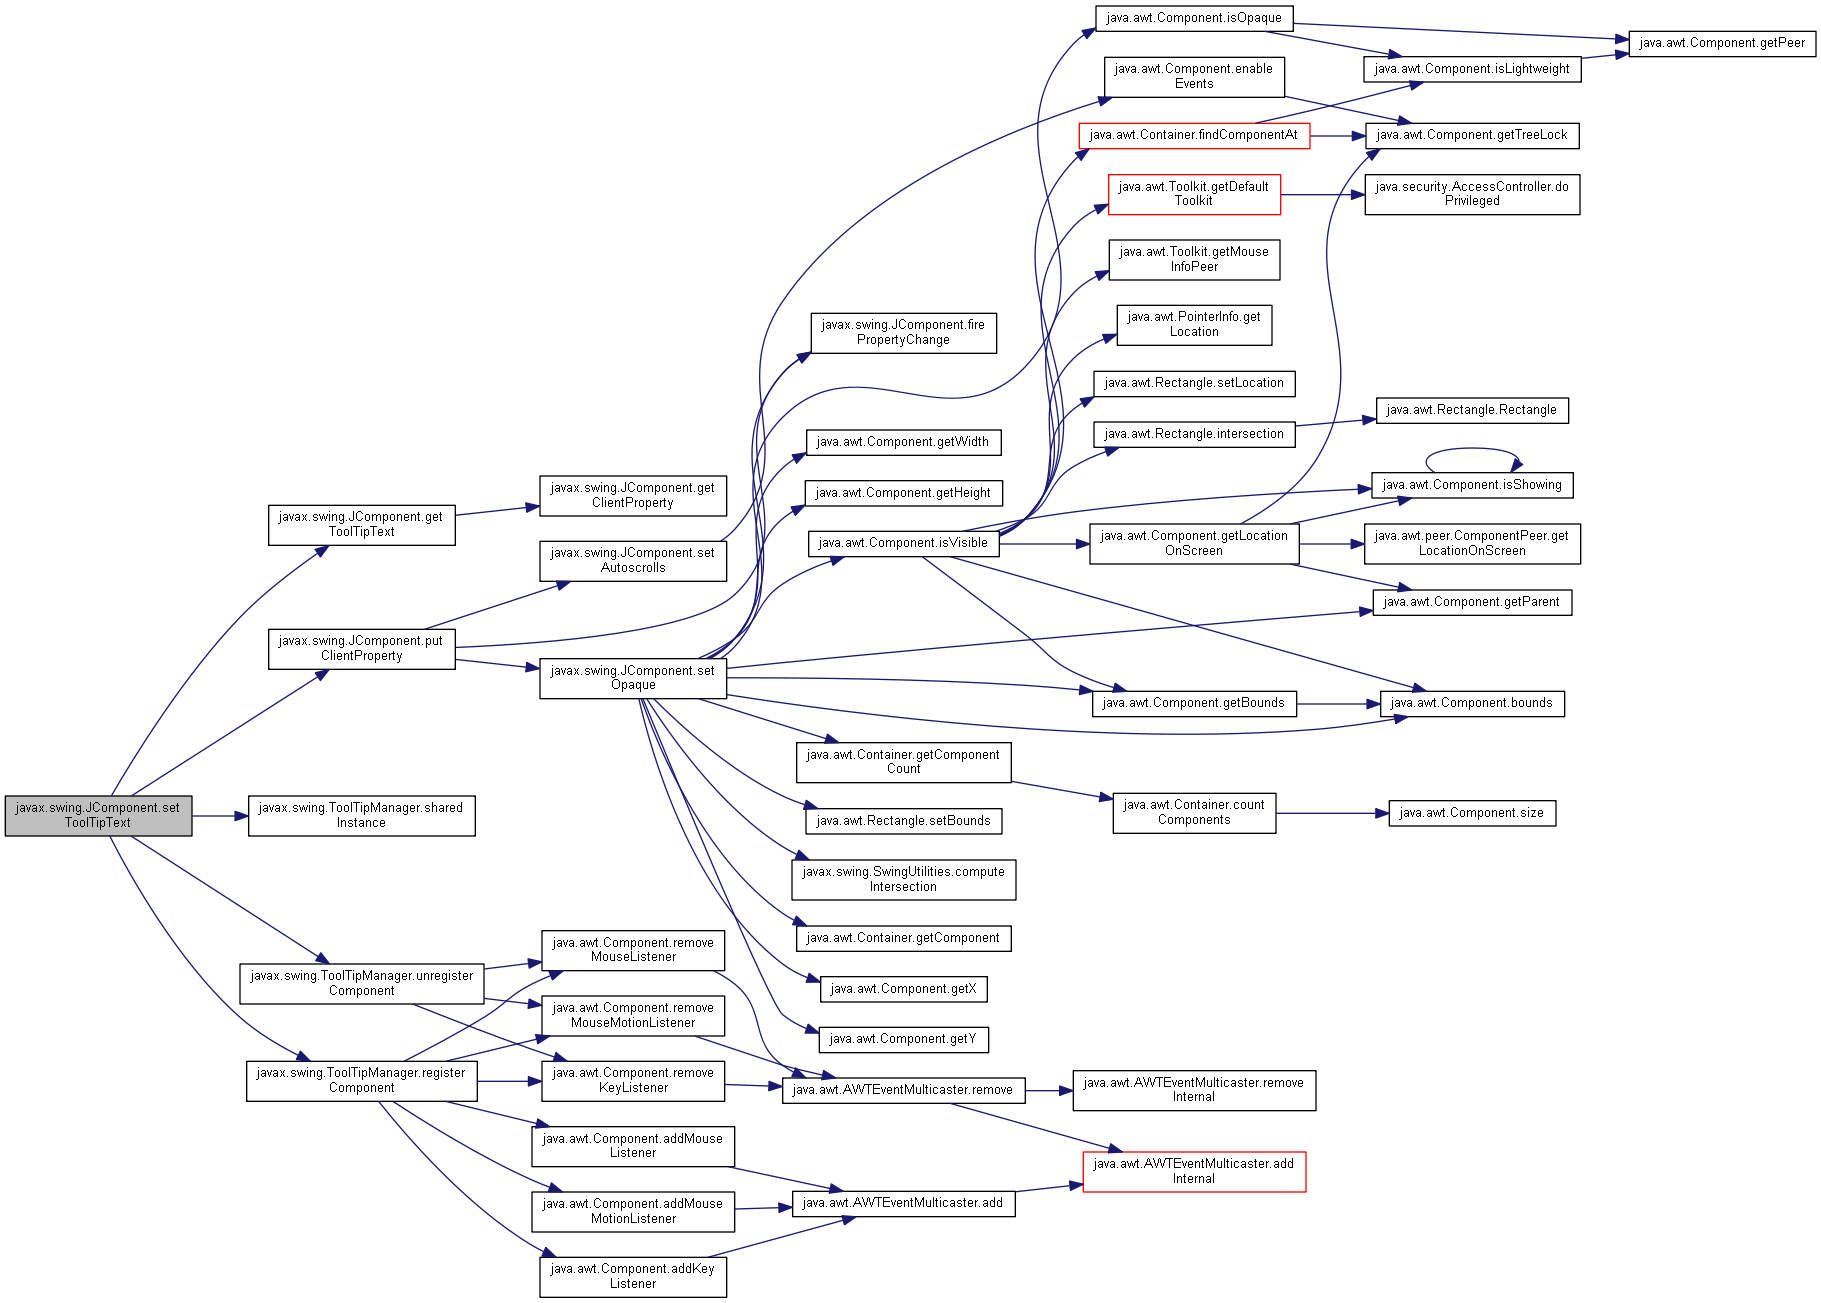 java.awt.Component.isOpaque
java.awt.Component.getPeer
java.awt.Component.enable
Events
java.awt.Component.isLightweight
java.awt.Container.findComponentAt
java.awt.Component.getTreeLock
java.awt.Toolkit.getDefault
Toolkit
java.security.AccessController.do
Privileged
java.awt.Toolkit.getMouse
InfoPeer
javax.swing.JComponent.fire
PropertyChange
java.awt.PointerInfo.get
Location
java.awt.Rectangle.setLocation
java.awt.Rectangle.Rectangle
java.awt.Component.getWidth
java.awt.Rectangle.intersection
javax.swing.JComponent.get
ClientProperty
java.awt.Component.getHeight
java.awt.Component.isShowing
javax.swing.JComponent.get
ToolTipText
javax.swing.JComponent.set
Autoscrolls
java.awt.Component.isVisible
java.awt.Component.getLocation
OnScreen
java.awt.peer.ComponentPeer.get
LocationOnScreen
java.awt.Component.getParent
javax.swing.JComponent.put
ClientProperty
javax.swing.JComponent.set
Opaque
java.awt.Component.getBounds
java.awt.Component.bounds
java.awt.Container.getComponent
Count
javax.swing.JComponent.set
ToolTipText
javax.swing.ToolTipManager.shared
Instance
java.awt.Rectangle.setBounds
java.awt.Container.count
Components
java.awt.Component.size
javax.swing.SwingUtilities.compute
Intersection
java.awt.Container.getComponent
java.awt.Component.remove
MouseListener
javax.swing.ToolTipManager.unregister
Component
java.awt.Component.getX
java.awt.Component.remove
MouseMotionListener
java.awt.Component.getY
javax.swing.ToolTipManager.register
Component
java.awt.Component.remove
KeyListener
java.awt.AWTEventMulticaster.remove
java.awt.AWTEventMulticaster.remove
Internal
java.awt.Component.addMouse
Listener
java.awt.AWTEventMulticaster.add
Internal
java.awt.Component.addMouse
MotionListener
java.awt.AWTEventMulticaster.add
java.awt.Component.addKey
Listener